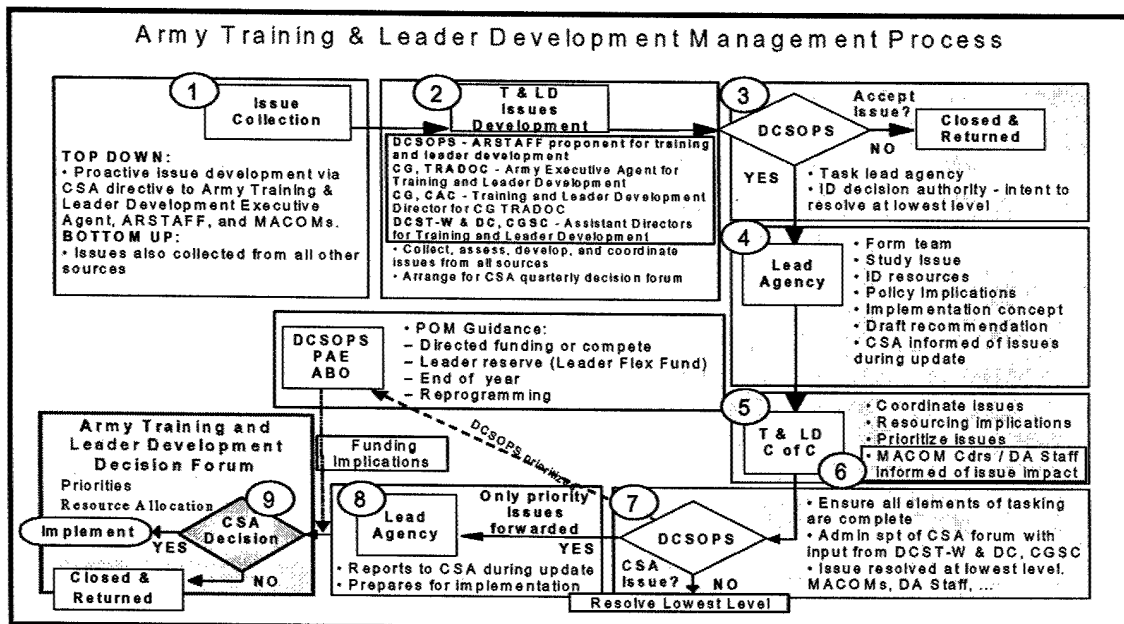 Army Training & Leader Development Management Process
1
Issue
Collection
TOP DOWN:
• Proactive issue development via
CSA directive to Army Training &
Leader Development Executive
Agent, ARSTAFF, and MACOMs.
BOTTOM UP:
• Issues also collected from all other
sources
2
T & LD
Issues
Development
DCSOPS - ARSTAFF proponent for training
and leader development
CG, TRADOC - Army Executive Agent for
Training and Leader Development
CG, CAC - Training and Leader Development
Director for CG TRADOC
DCST-W & DC, CGSC - Assistant Directors
for Training and Leader Development
• Collect, assess, develop, and coordinate
issues from all sources
• Arrange for CSA quarterly decision forum
3
DCSOPS
Accept
Issue?
NO
Closed &
Returned
YES
• Task lead agency
• ID decision authority - intent to
resolve at lowest level
4
Lead
Agency
• Form team
• Study Issue
• ID resources
• Policy Implications
• Implementation concept
• Draft recommendation
• CSA informed of issues
during update
DCSOPS
PAE
ABO
• POM Guidance:
– Directed funding or compete
– Leader reserve (Leader Flex Fund)
– End of year
– Reprogramming
5
T & LD
C of C
• Coordinate issues
• Resourcing implications
• Prioritize issues
6
• MACOM Cdrs / DA Staff
informed of issue impact
DCSOPS prioritize
Funding
Implications
7
DCSOPS
• Ensure all elements of tasking
are complete
• Admin spt of CSA forum with
input from DCST-W & DC, CGSC
• Issue resolved at lowest level.
MACOMs, DA Staff, ...
CSA
Issue?
YES
NO
Resolve Lowest Level
Only priority
issues
forwarded
8
Lead
Agency
• Reports to CSA during update
• Prepares for implementation
Army Training and
Leader Development
Decision Forum
Priorities
Resource Allocation
9
CSA
Decision
YES
Implement
NO
Closed &
Returned